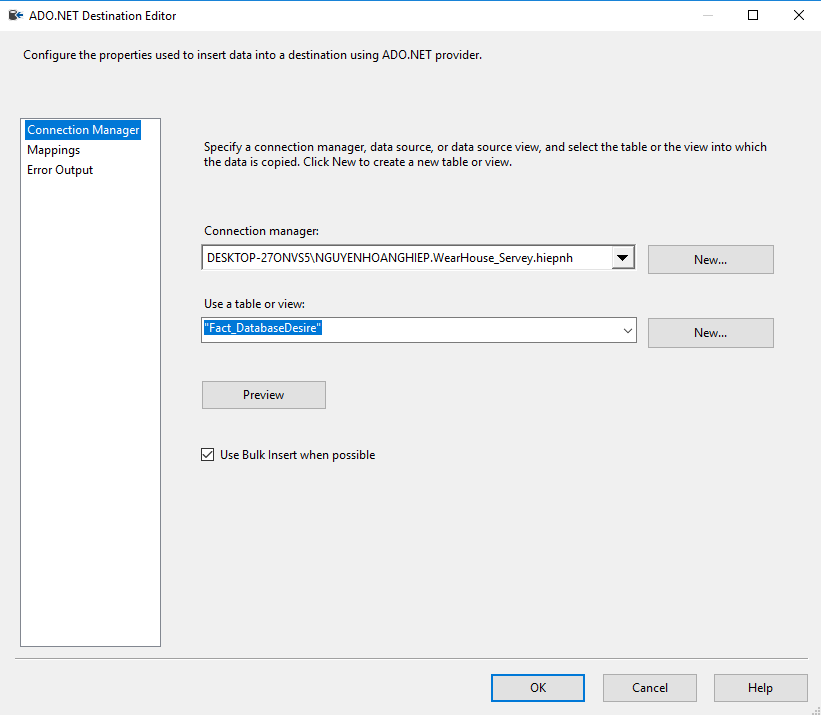 ADO.NET Destination Editor
Configure the properties used to insert data into a destination using ADO.NET provider.
Connection Manager
Mappings
Error Output
Specify a connection manager, data source, or data source view, and select the table or the view into which
the data is copied. Click New to create a new table or view.
Connection manager:
DESKTOP-27ONVS5\NGUYENHOANGHIEP.WearHouse_Servey.hiepnh
New...
Use a table or view:
"Fact_DatabaseDesire"
New...
Preview
Use Bulk Insert when possible
OK
Cancel
Help